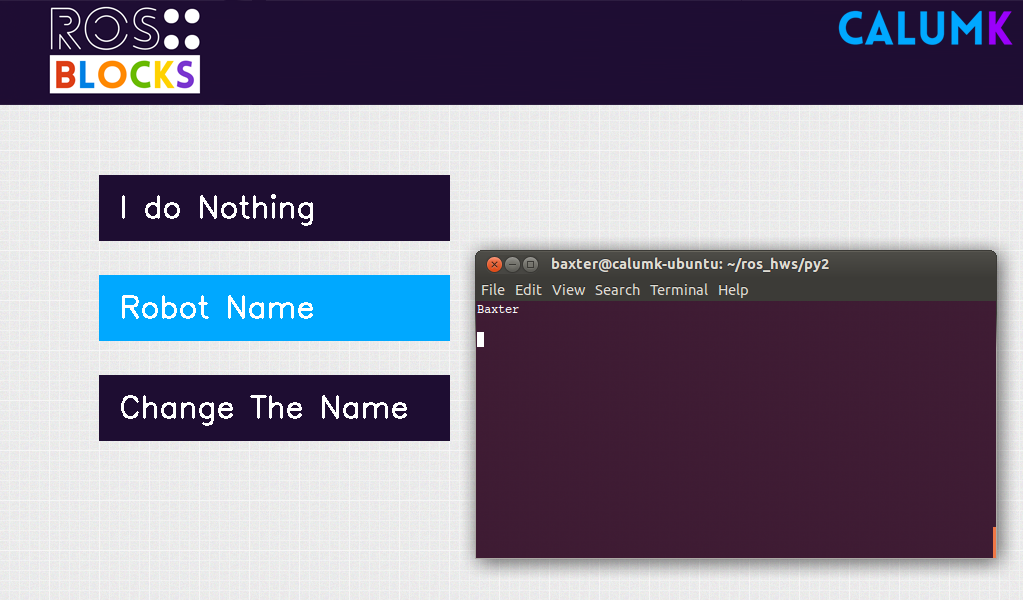 ROS
BLOCKS
CALUMK
I do Nothing
Robot Name
Change The Name
baxter@calumk-ubuntu: ~/ros_hws/py2
File Edit View Search Terminal Help
Baxter